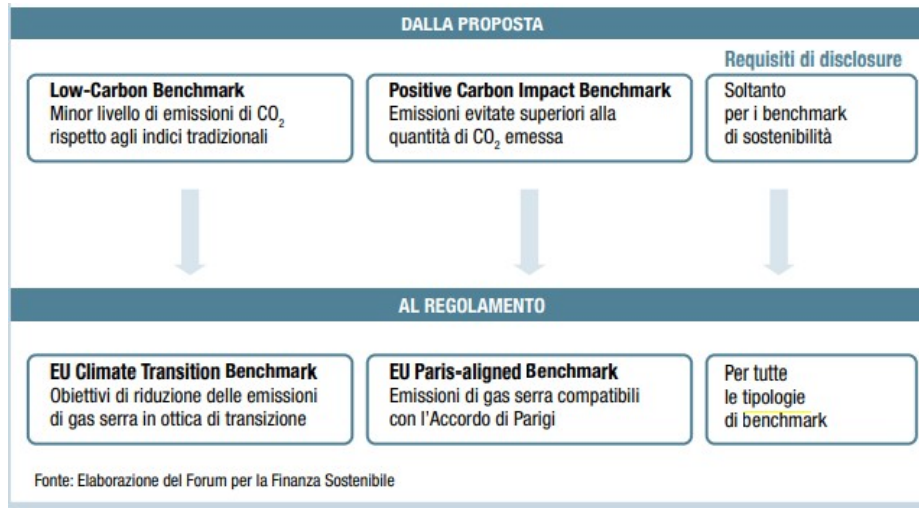 DALLA PROPOSTA
Requisiti di disclosure
Low-Carbon Benchmark
Minor livello di emissioni di CO2
rispetto agli indici tradizionali
Positive Carbon Impact Benchmark
Emissioni evitate superiori alla
quantità di CO2 emessa
Soltanto
per i benchmark
di sostenibilità
AL REGOLAMENTO
EU Climate Transition Benchmark
Obiettivi di riduzione delle emissioni
di gas serra in ottica di transizione
EU Paris-aligned Benchmark
Emissioni di gas serra compatibili
con l'Accordo di Parigi
Per tutte
le tipologie
di benchmark
Fonte: Elaborazione del Forum per la Finanza Sostenibile